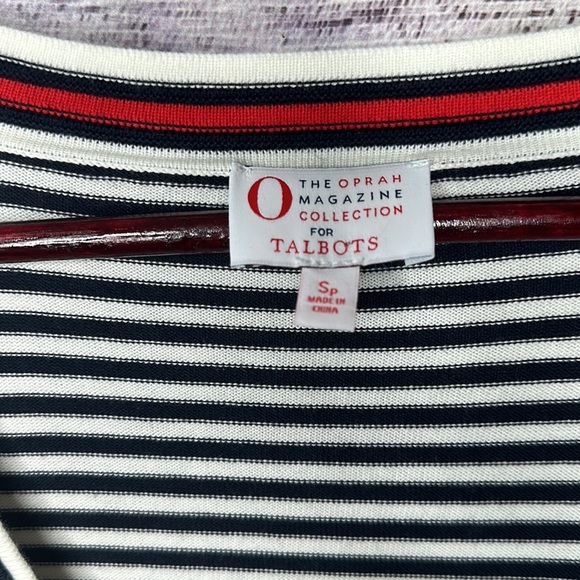 O
THE OPRAH
MAGAZINE
COLLECTION
FOR
TALBOTS
SP
MADE IN
CHINA